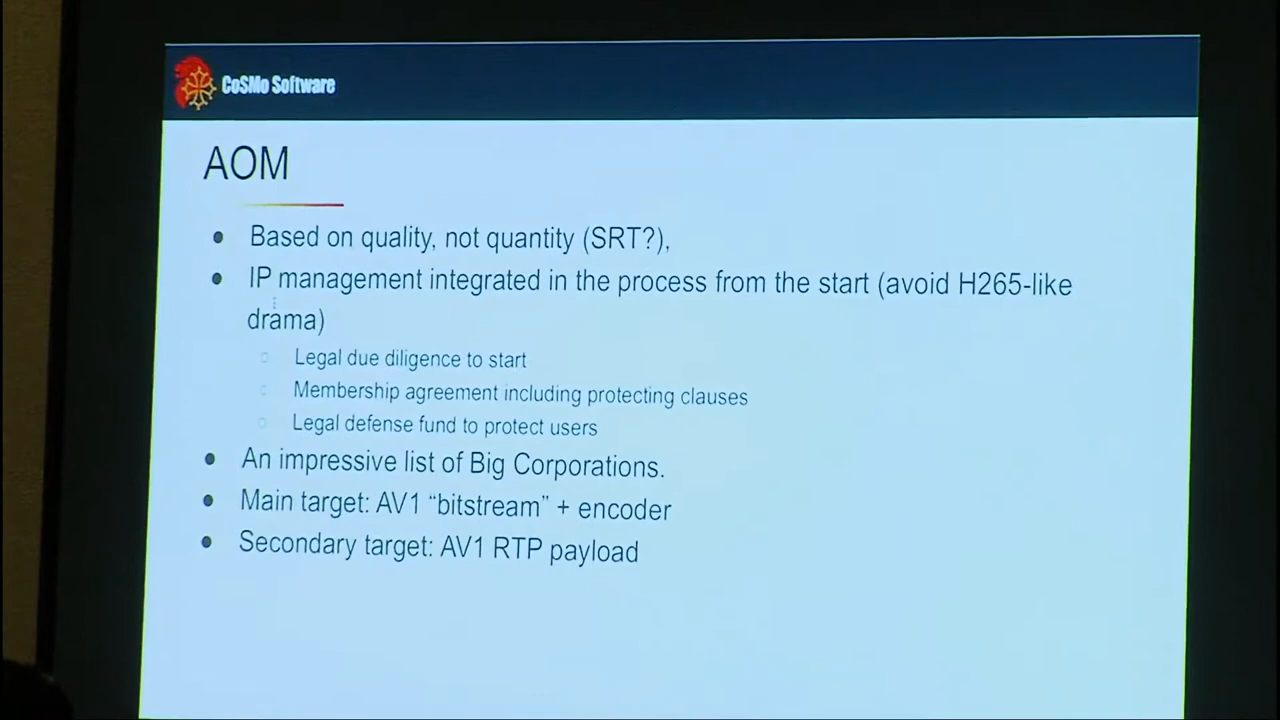 CoSMo Software
AOM
● Based on quality, not quantity (SRT?),
● IP management integrated in the process from the start (avoid H265-like
drama)
○ Legal due diligence to start
○ Membership agreement including protecting clauses
○ Legal defense fund to protect users
● An impressive list of Big Corporations.
● Main target: AV1 “bitstream” + encoder
● Secondary target: AV1 RTP payload